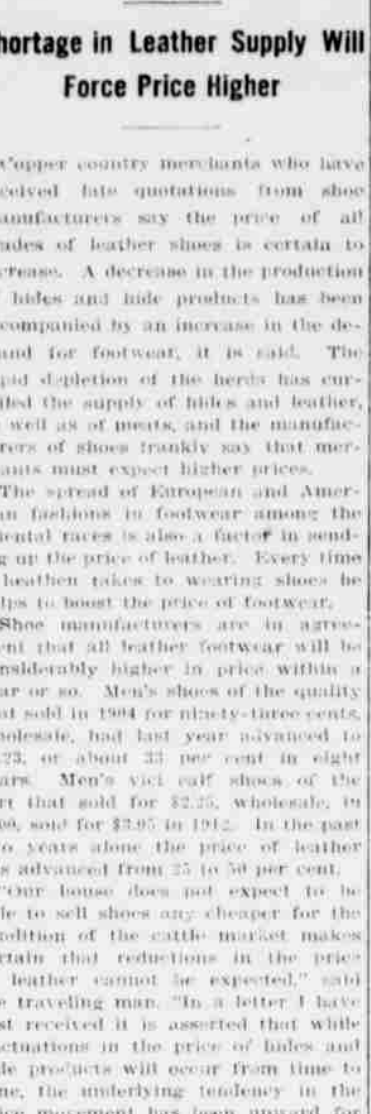 hortage in Leather Supply Will
Force Price Higher
Copper country merchants who have
ceived late quotations from shoe
anufacturers say the price of all
ades of leather shoes is certain to
crease. A decrease in the production
hides and hide products has been
companied by an increase in the de-
and for footwear, it is said. The
pid depletion of the herds has cur-
iled the supply of hides and leather,
well as of meats, and the manufac-
rers of shoes frankly say that mer-
ants must expect higher prices.
The spread of European and Amer-
an fashions in footwear among the
iental races is also a factor in send-
g up the price of leather. Every time
heathen takes to wearing shoes he
lps to boost the price of footwear.
Shoe manufacturers are in agree-
ent that all leather footwear will be
nsiderably higher in price within a
ar or so. Men's shoes of the quality
at sold in 1904 for ninety-three cents,
holesale, had last year advanced to
.23, or about 33 per cent in eight
ars. Men's vici calf shoes of the
rt that sold for $2.25, wholesale, in
sold for $3.05 in 1912. In the past
o years alone the price of leather
s advanced from 25 to 50 per cent.
"Our house does not expect to be
le to sell shoes any cheaper for the
ndition of the cattle market makes
rtain that reductions in the price
leather cannot be expected," said
e traveling man. "In a letter I have
st received it is asserted that while
ctuations in the price of hides and
de products will occur from time to
me, the underlying tendency in the
movement has been upward for